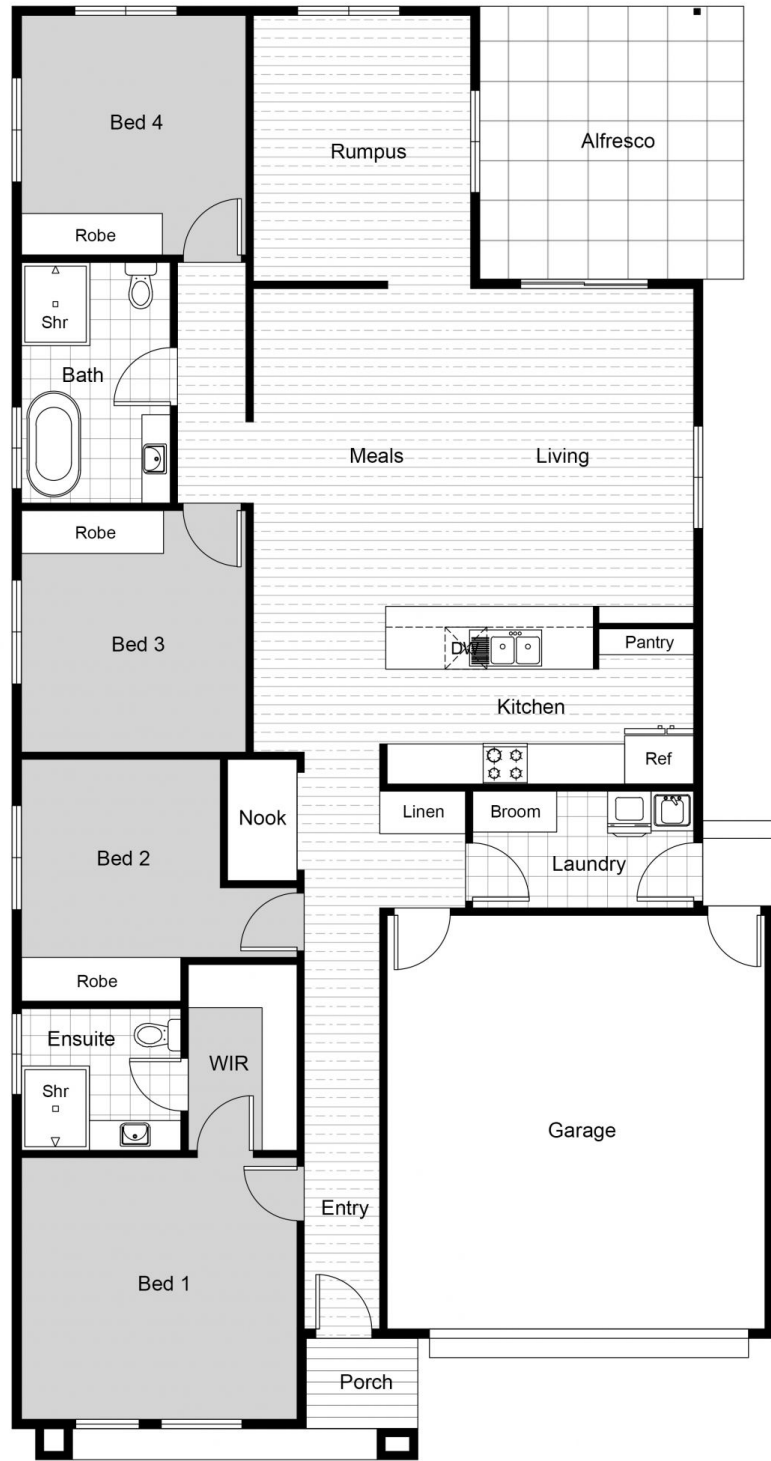 Bed 4
Rumpus
Alfresco
Robe
Shr
Bath
Meals
Living
Robe
Bed 3
DW
Pantry
Kitchen
Ref
Nook
Linen
Broom
Bed 2
Laundry
Robe
Ensuite
WIR
Shr
Garage
Entry
Bed 1
Porch